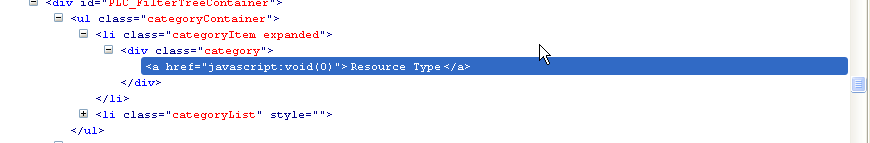 <div id="PLC_FilterTreeContainer">
<ul class="categoryContainer">
<li class="categoryItem expanded">
<div class="category">
<a href="javascript:void(0)">Resource Type</a>
</div>
</li>
<li class="categoryList" style="">
</ul>